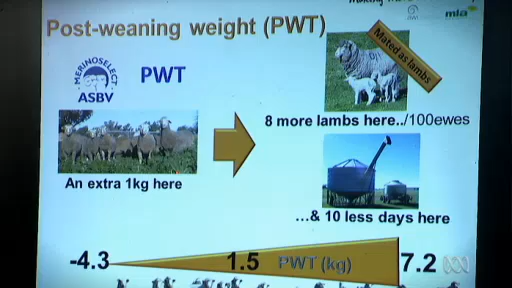 Post-weaning weight (PWT)
awi
mla
MERINOSELECT
ASBV
PWT
Mated as lambs
8 more lambs here../100ewes
An extra 1kg here
...& 10 less days here
-4.3
1.5
PWT (kg)
7.2